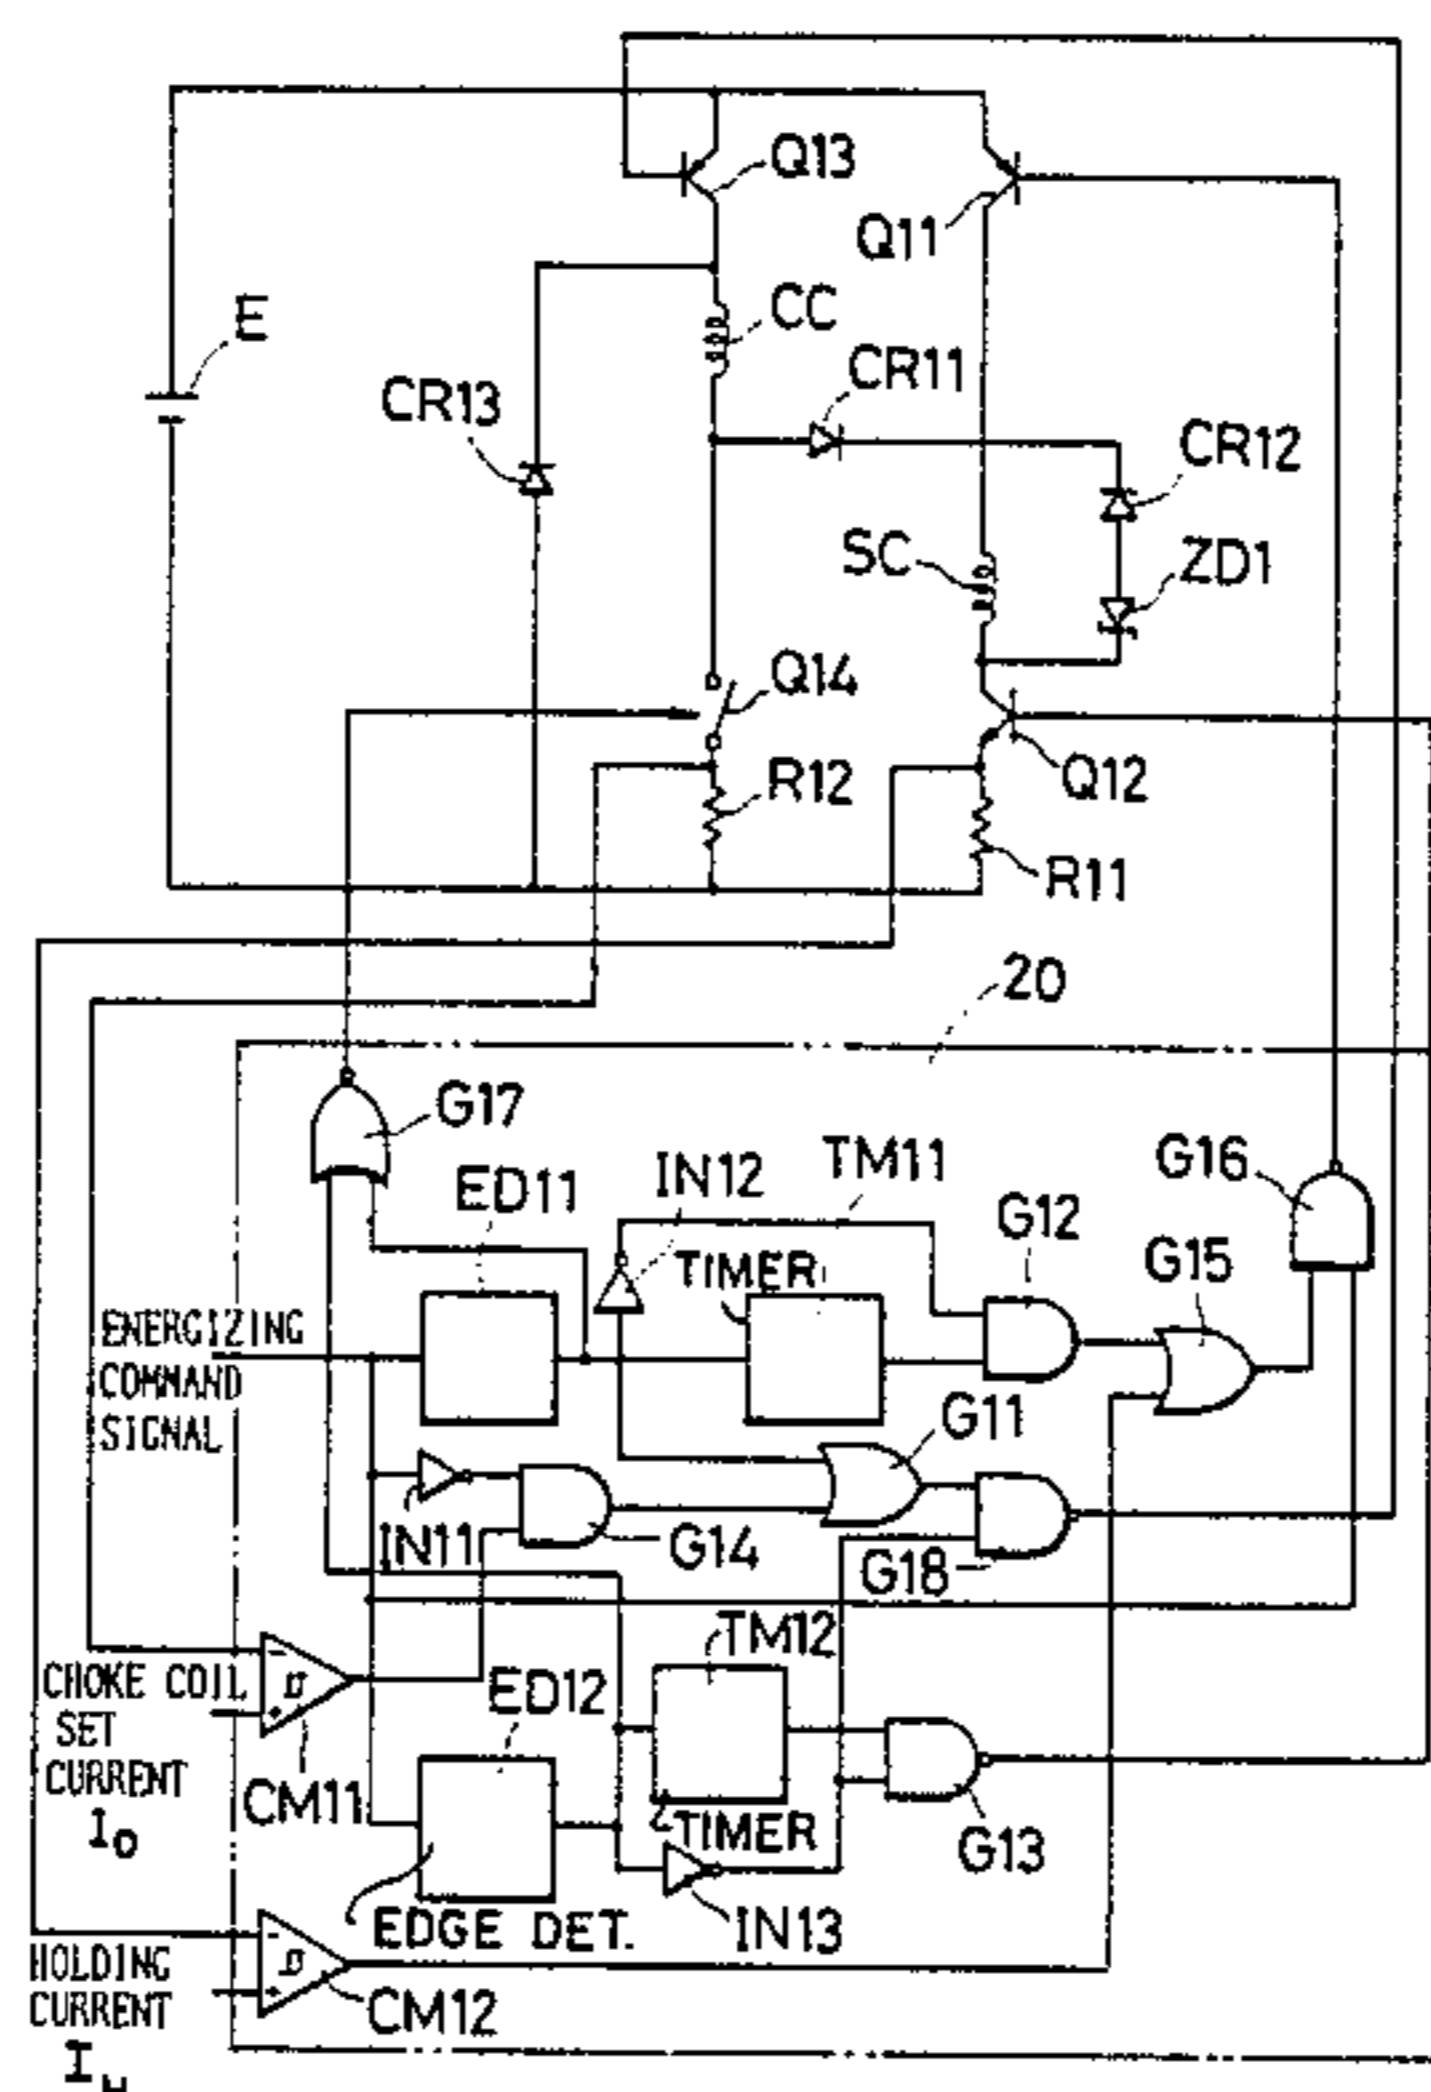 Q13
Q11
E
CC
CR13
CR11
CR12
SC
ZD1
Q14
R12
Q12
R11
20
G17
ED11
IN12
TM11
G16
G12
TIMER
G15
ENERGIZING
COMMAND
SIGNAL
G11
IN11
G14
G18
TM12
CHOKE COIL
SET
CURRENT
I0
ED12
CM11
TIMER
G13
EDGE DET.
IN13
HOLDING
CURRENT
CM12
I